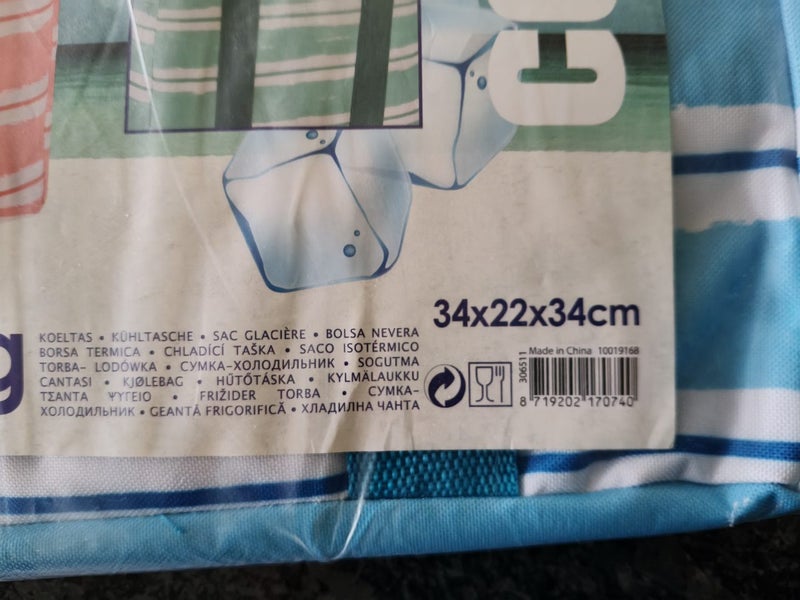 CO
g
34x22x34cm
KOELTAS • KÜHLTASCHE • SAC GLACIÈRE • BOLSA NEVERA
BORSA TERMICA • CHLADÍCÍ TAŠKA • SACO ISOTÉRMICO
TORBA- LODÓWKA • СУМКА-ХОЛОДИЛЬНИК • SOGUTMA
CANTASI • KJØLEBAG • HŰTŐTÁSKA • KYLMÄLAUKKU
ΤΣΑΝΤΑ ΨΥΓΕΙΟ • FRIŽIDER TORBA • СУМКА-
ХОЛОДИЛЬНИК • GEANTĂ FRIGORIFICĂ • ХЛАДИЛНА ЧАНТА
306511
Made in China 10019168
8 719202 170740